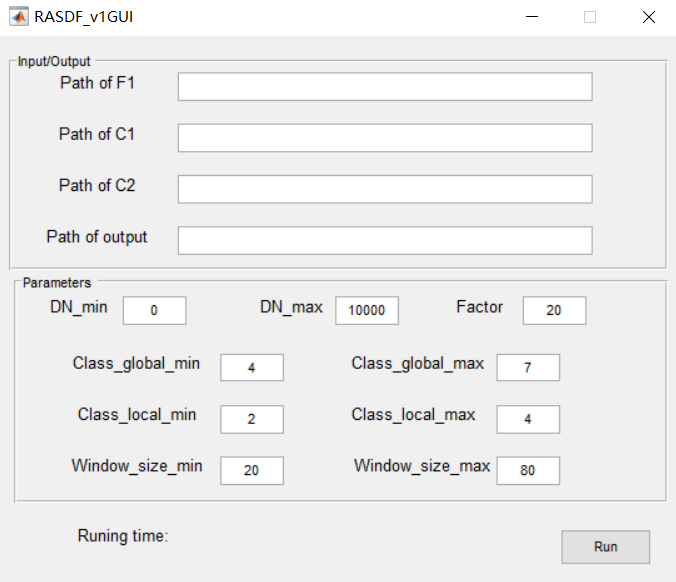 RASDF_v1GUI
Input/Output
Path of F1
Path of C1
Path of C2
Path of output
Parameters
DN_min 0 DN_max 10000 Factor 20
Class_global_min 4 Class_global_max 7
Class_local_min 2 Class_local_max 4
Window_size_min 20 Window_size_max 80
Runing time:
Run